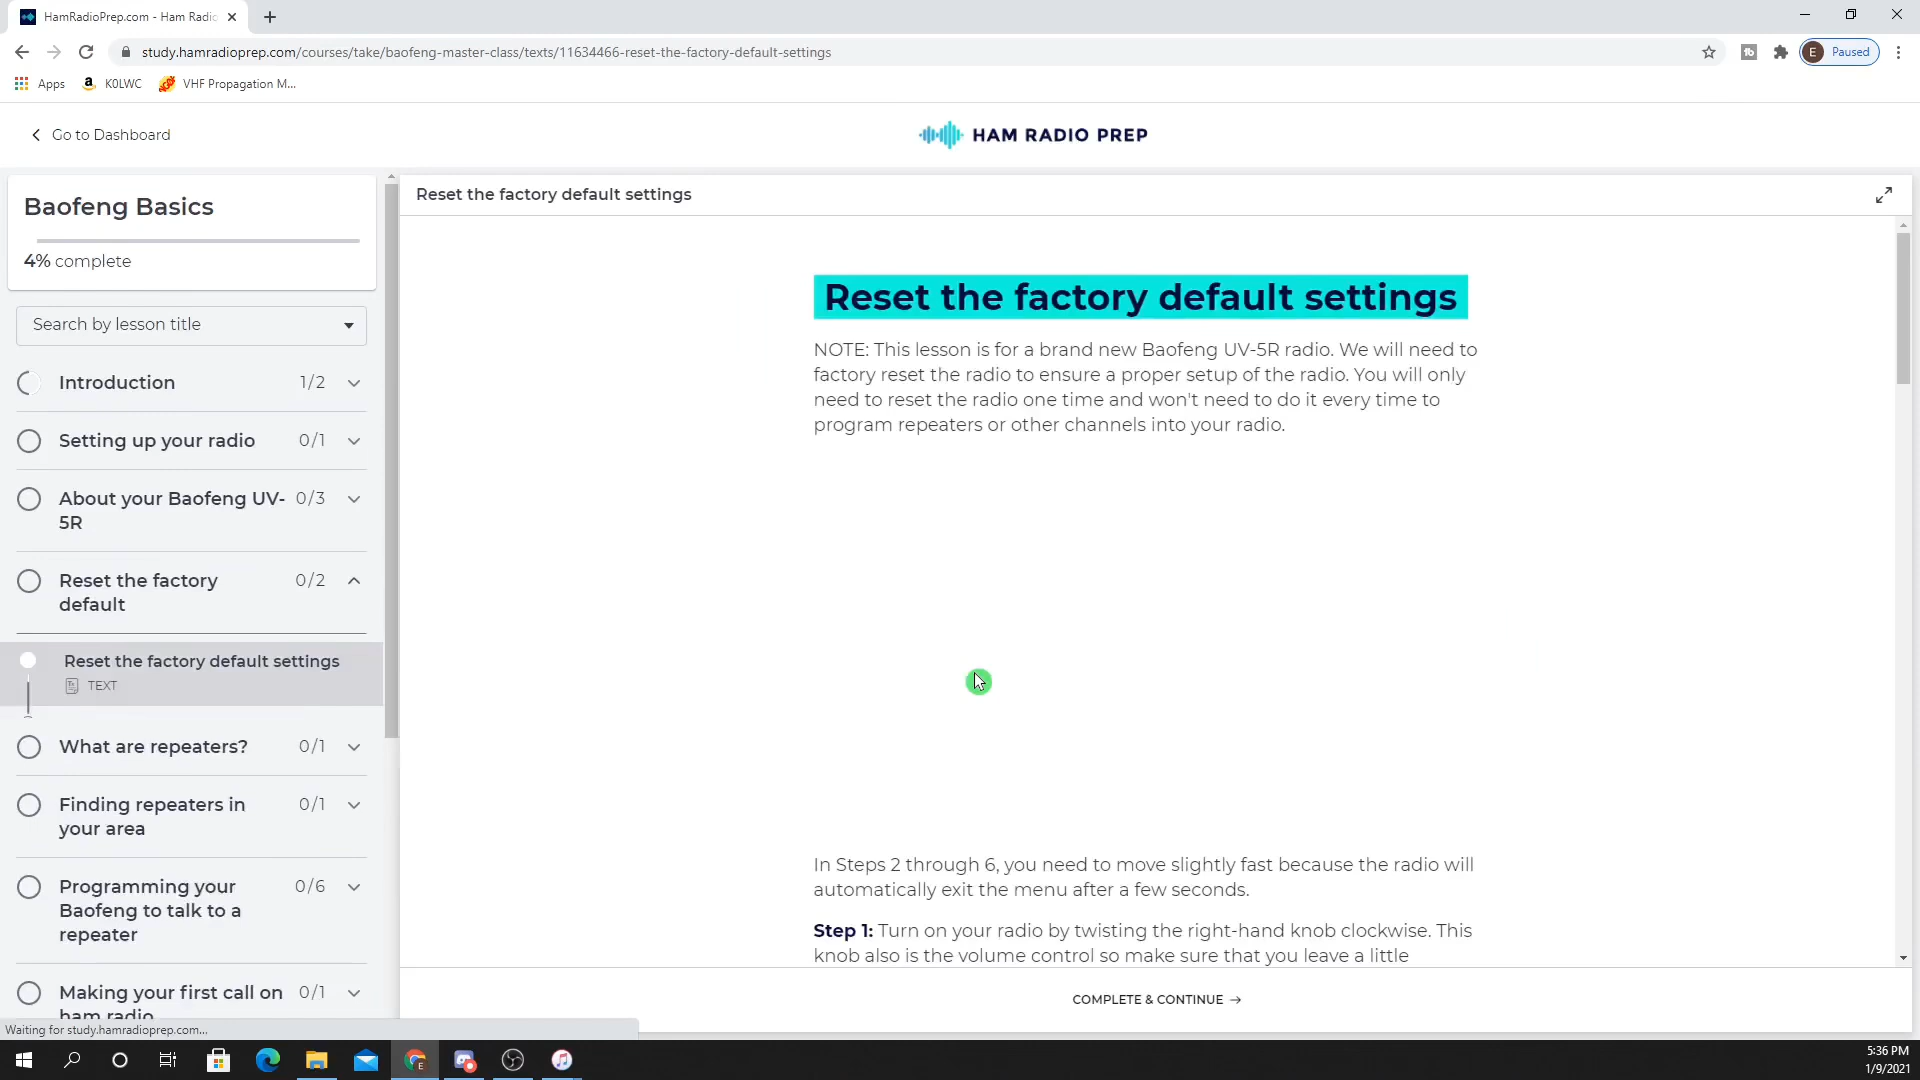 HamRadioPrep.com - Ham Radio
study.hamradioprep.com/courses/take/baofeng-master-class/texts/11634466-reset-the-factory-default-settings
E Paused
Apps K0LWC VHF Propagation M...
Go to Dashboard
HAM RADIO PREP
Baofeng Basics
4% complete
Search by lesson title
Introduction 1/2
Setting up your radio 0/1
About your Baofeng UV- 0/3
5R
Reset the factory 0/2
default
Reset the factory default settings
TEXT
What are repeaters? 0/1
Finding repeaters in 0/1
your area
Programming your 0/6
Baofeng to talk to a
repeater
Making your first call on 0/1
ham radio
Waiting for study.hamradioprep.com...
Reset the factory default settings
Reset the factory default settings
NOTE: This lesson is for a brand new Baofeng UV-5R radio. We will need to
factory reset the radio to ensure a proper setup of the radio. You will only
need to reset the radio one time and won't need to do it every time to
program repeaters or other channels into your radio.
In Steps 2 through 6, you need to move slightly fast because the radio will
automatically exit the menu after a few seconds.
Step 1: Turn on your radio by twisting the right-hand knob clockwise. This
knob also is the volume control so make sure that you leave a little
COMPLETE & CONTINUE →
5:36 PM
1/9/2021